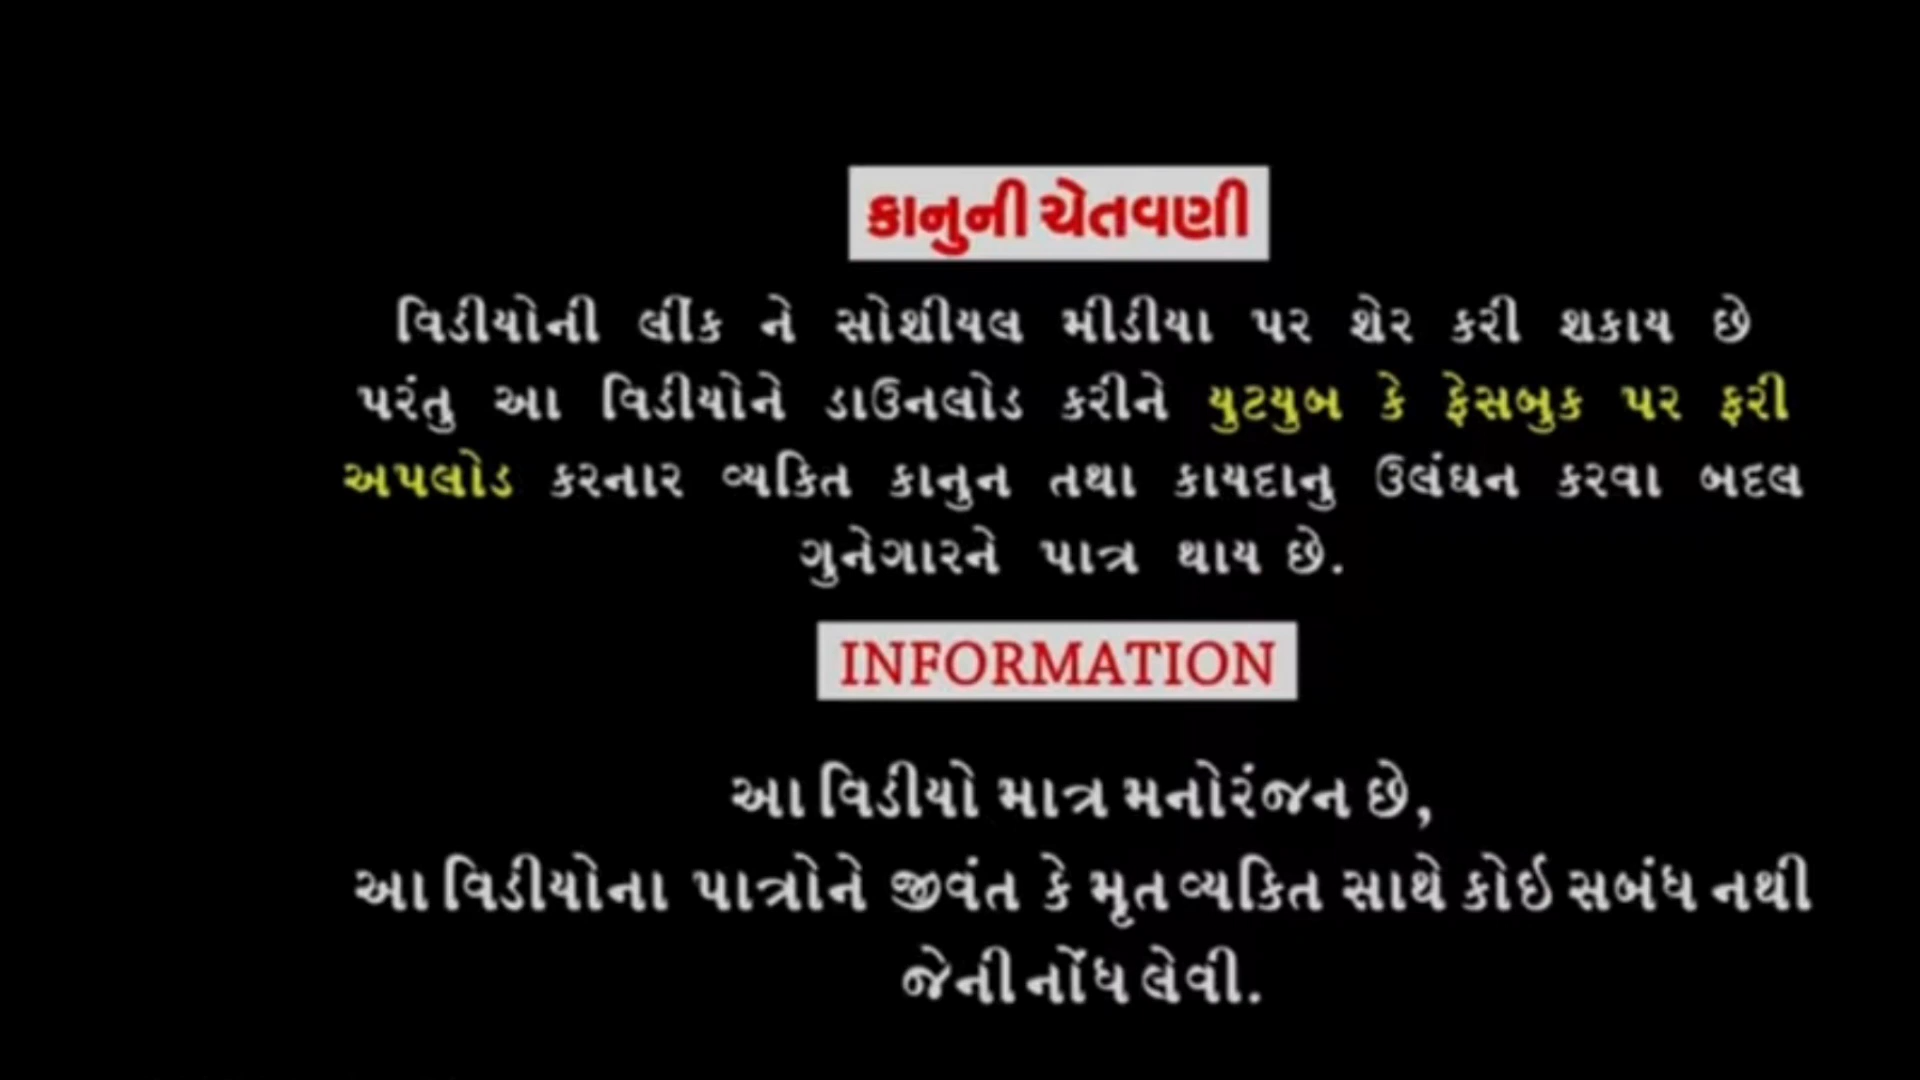 કાનુની ચેતવણી
વિડીયોની લીંક ને સોશીયલ મીડીયા પર શેર કરી શકાય છે
પરંતુ આ વિડીયોને ડાઉનલોડ કરીને યુટયુબ કે ફેસબુક પર ફરી
અપલોડ કરનાર વ્યકિત કાનુન તથા કાયદાનુ ઉલંઘન કરવા બદલ
ગુનેગારને પાત્ર થાય છે.
INFORMATION
આ વિડીયો માત્ર મનોરંજન છે,
આ વિડીયોના પાત્રોને જીવંત કે મૃત વ્યકિત સાથે કોઇ સબંધ નથી
જેની નોંધ લેવી.